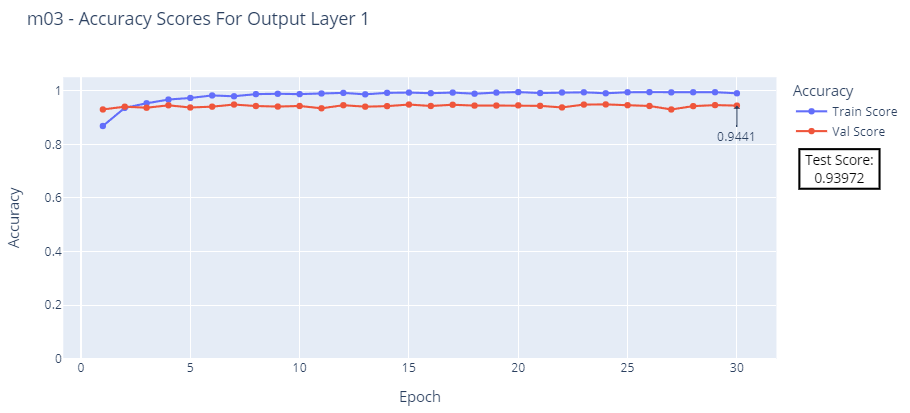 m03 - Accuracy Scores For Output Layer 1
Accuracy
1
0.8
0.6
0.4
0.2
0
0
5
10
15
20
25
30
Epoch
0.9441
Accuracy
Train Score
Val Score
Test Score:
0.93972